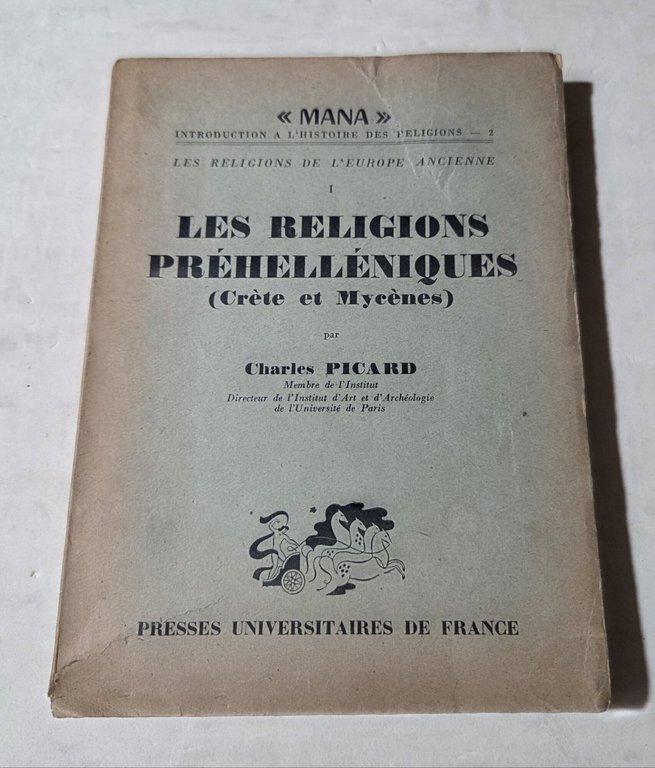 « MANA »
INTRODUCTION A L'HISTOIRE DES RELIGIONS — 2
LES RELIGIONS DE L'EUROPE ANCIENNE
I
LES RELIGIONS
PRÉHELLÉNIQUES
(Crète et Mycènes)
par
Charles PICARD
Membre de l'Institut
Directeur de l'Institut d'Art et d'Archéologie
de l'Université de Paris
PRESSES UNIVERSITAIRES DE FRANCE